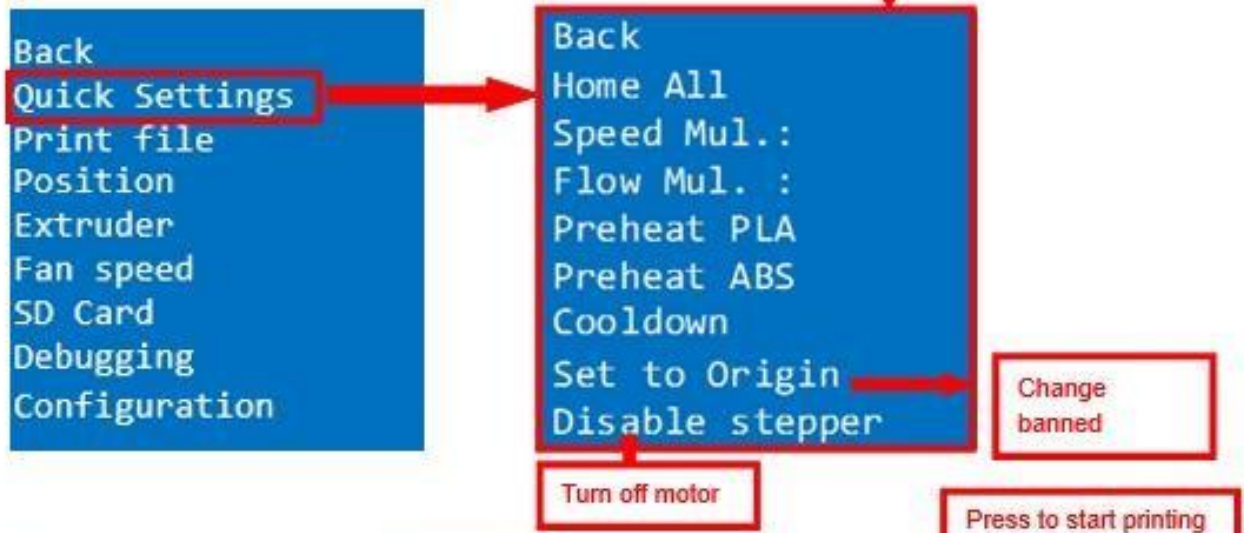 Back
Quick Settings
Print file
Position
Extruder
Fan speed
SD Card
Debugging
Configuration
Back
Home All
Speed Mul.:
Flow Mul. :
Preheat PLA
Preheat ABS
Cooldown
Set to Origin
Disable stepper
Change
banned
Turn off motor
Press to start printing